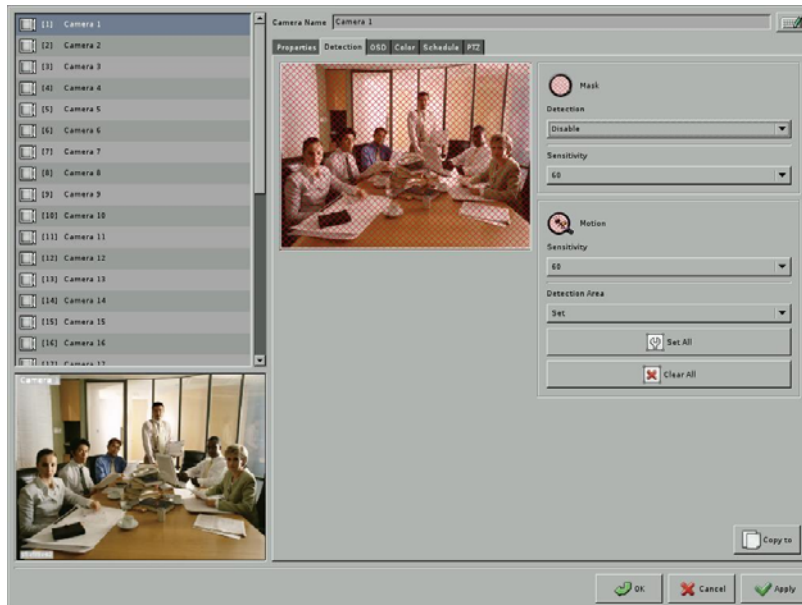 [1] Camera 1
[2] Camera 2
[3] Camera 3
[4] Camera 4
[5] Camera 5
[6] Camera 6
[7] Camera 7
[8] Camera 8
[9] Camera 9
[10] Camera 10
[11] Camera 11
[12] Camera 12
[13] Camera 13
[14] Camera 14
[15] Camera 15
[16] Camera 16
[17] Camera 17
Camera
Camera Name Camera 1
Properties Detection OSD Color Schedule PTZ
Mask
Detection
Disable
Sensitivity
60
Motion
Sensitivity
60
Detection Area
Set
Set All
Clear All
Copy to
OK Cancel Apply